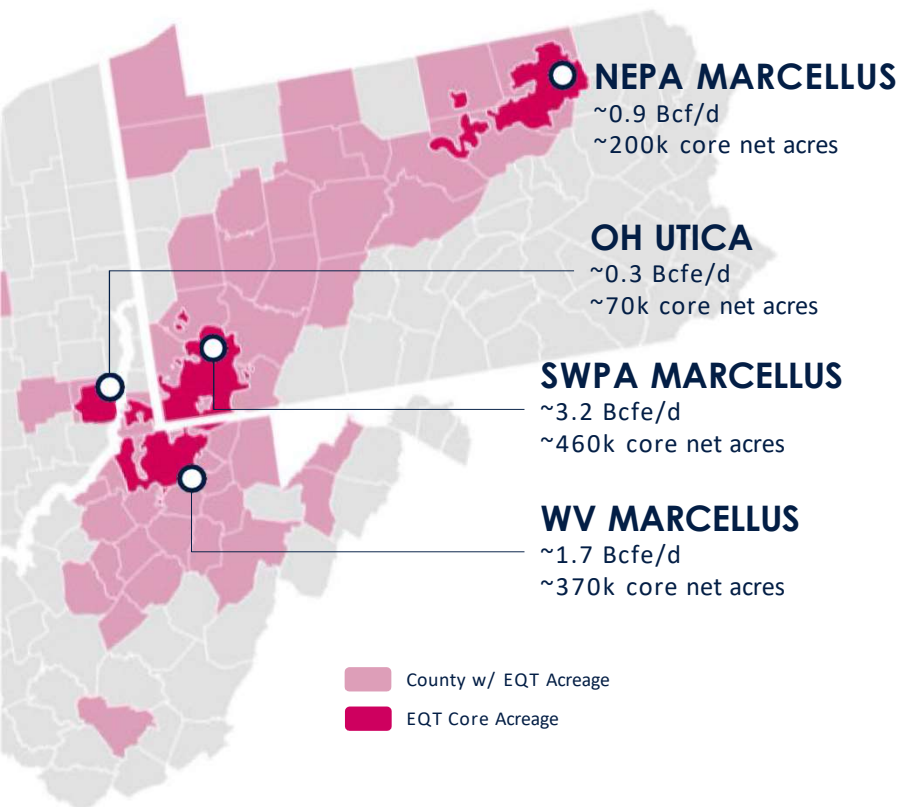 NEPA MARCELLUS
~0.9 Bcf/d
~200k core net acres
OH UTICA
~0.3 Bcfe/d
~70k core net acres
SWPA MARCELLUS
~3.2 Bcfe/d
~460k core net acres
WV MARCELLUS
~1.7 Bcfe/d
~370k core net acres
County w/ EQT Acreage
EQT Core Acreage